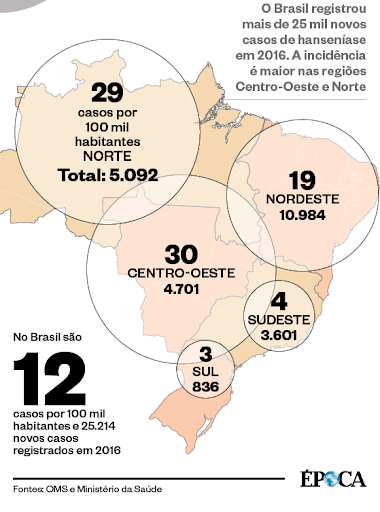 O Brasil registrou
mais de 25 mil novos
casos de hanseníase
em 2016. A incidência
é maior nas regiões
Centro-Oeste e Norte
29
casos por
100 mil
habitantes
NORTE
Total: 5.092
19
NORDESTE
10.984
30
CENTRO-OESTE
4.701
4
SUDESTE
3.601
3
SUL
836
No Brasil são
12
casos por 100 mil
habitantes e 25.214
novos casos
registrados em 2016
Fontes: OMS e Ministério da Saúde
ÉPOCA